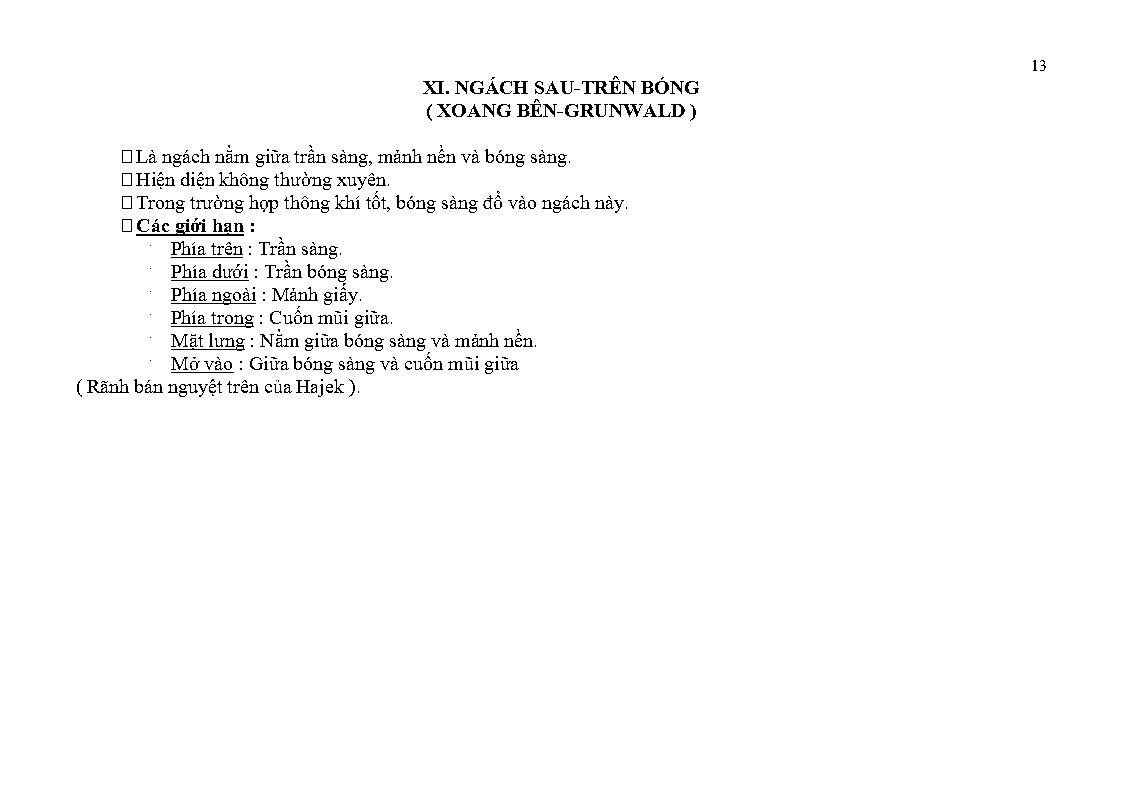 13
XI. NGÁCH SAU-TRÊN BÓNG
( XOANG BÊN-GRUNWALD )
Là ngách nằm giữa trần sàng, mảnh nền và bóng sàng.
Hiện diện không thường xuyên.
Trong trường hợp thông khí tốt, bóng sàng đổ vào ngách này.
Các giới hạn :
· Phía trên : Trần sàng.
· Phía dưới : Trần bóng sàng.
· Phía ngoài : Mảnh giấy.
· Phía trong : Cuốn mũi giữa.
· Mặt lưng : Nằm giữa bóng sàng và mảnh nền.
· Mở vào : Giữa bóng sàng và cuốn mũi giữa
( Rãnh bán nguyệt trên của Hajek ).